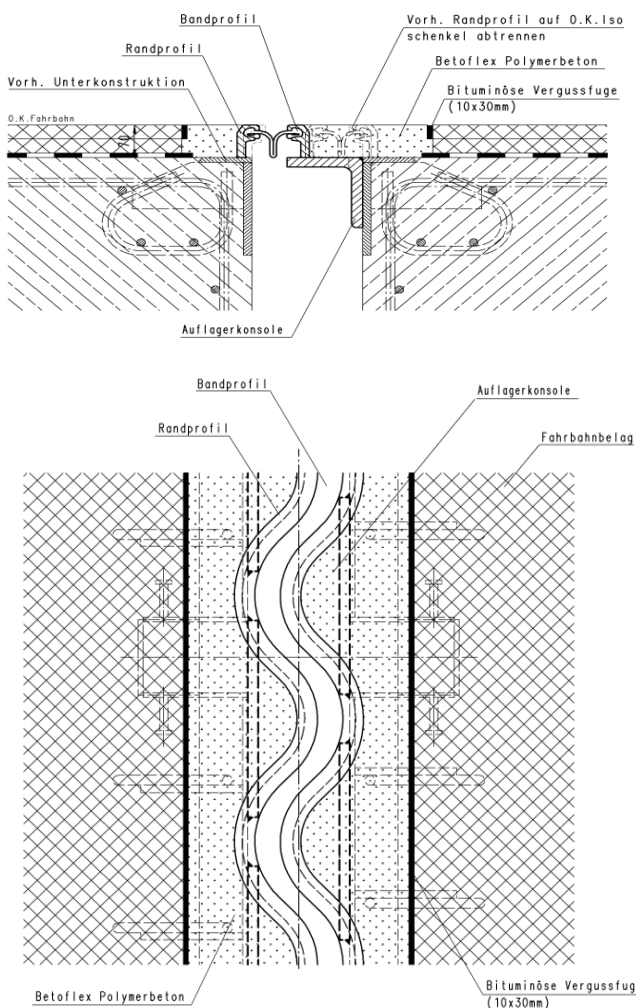 Bandprofil
Vorh. Randprofil auf O.K.Iso
schenkel abtrennen
Randprofil
Betoflex Polymerbeton
Vorh. Unterkonstruktion
Bituminöse Vergussfuge
(10x30mm)
O.K.Fahrbahn
70
Auflagerkonsole
Bandprofil
Auflagerkonsole
Randprofil
Fahrbahnbelag
Betoflex Polymerbeton
Bituminöse Vergussfug
(10x30mm)